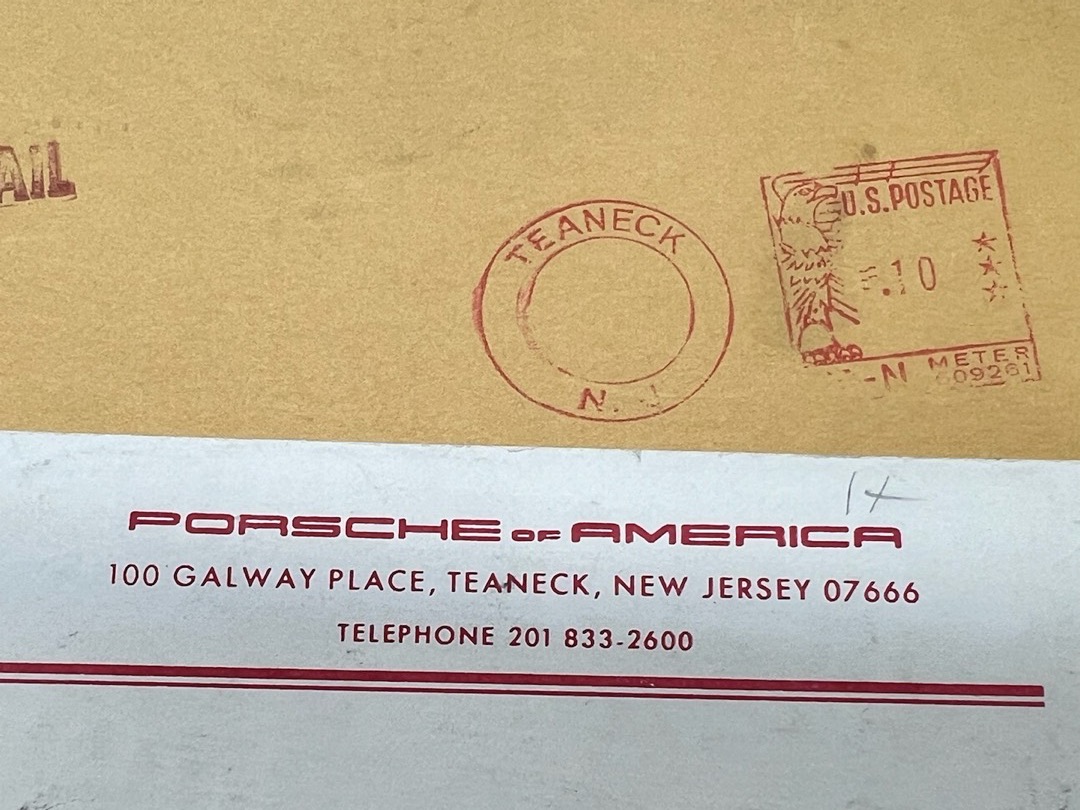 AIL
TEANECK
N. J
U.S.POSTAGE
.10
METER
1+
PORSCHE OF AMERICA
100 GALWAY PLACE, TEANECK, NEW JERSEY 07666
TELEPHONE 201 833-2600